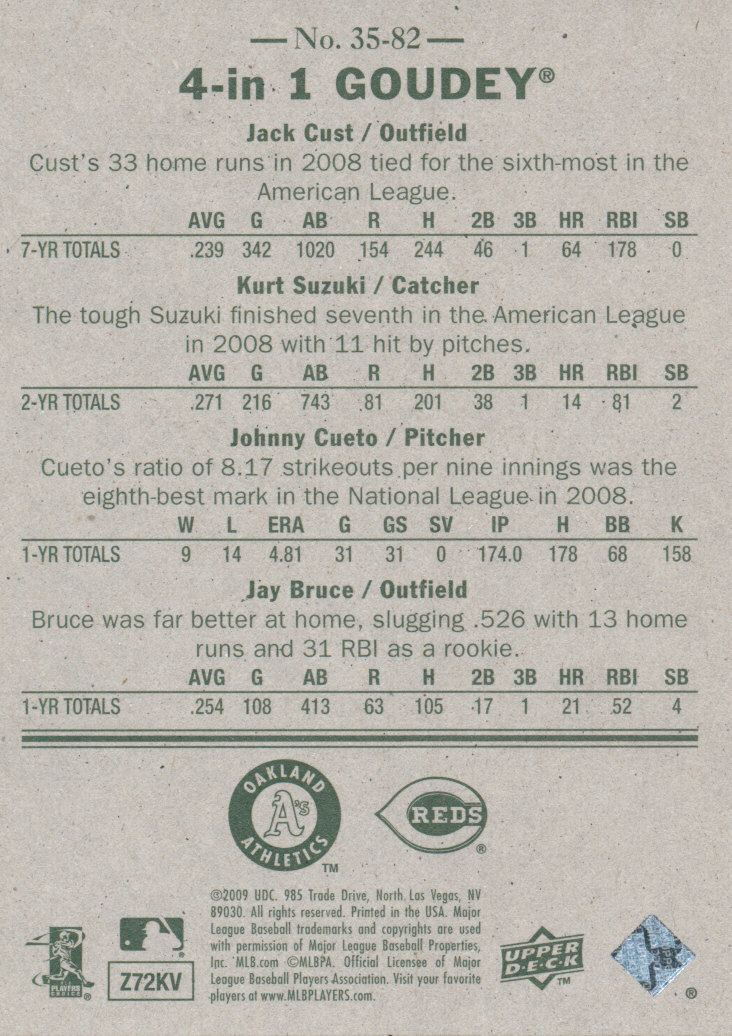 — No. 35-82 —
4-in 1 GOUDEY®
Jack Cust / Outfield
Cust's 33 home runs in 2008 tied for the sixth-most in the
American League.
AVG G AB R H 2B 3B HR RBI SB
7-YR TOTALS .239 342 1020 154 244 46 1 64 178 0
Kurt Suzuki / Catcher
The tough Suzuki finished seventh in the American League
in 2008 with 11 hit by pitches.
AVG G AB R H 2B 3B HR RBI SB
2-YR TOTALS .271 216 743 81 201 38 1 14 81 2
Johnny Cueto / Pitcher
Cueto's ratio of 8.17 strikeouts per nine innings was the
eighth-best mark in the National League in 2008.
W L ERA G GS SV IP H BB K
1-YR TOTALS 9 14 4.81 31 31 0 174.0 178 68 158
Jay Bruce / Outfield
Bruce was far better at home, slugging .526 with 13 home
runs and 31 RBI as a rookie.
AVG G AB R H 2B 3B HR RBI SB
1-YR TOTALS .254 108 413 63 105 17 1 21 52 4
OAKLAND
A's
ATHLETICS
TM
REDS
®
©2009 UDC. 985 Trade Drive, North Las Vegas, NV
89030. All rights reserved. Printed in the USA. Major
League Baseball trademarks and copyrights are used
with permission of Major League Baseball Properties,
Inc. MLB.com ©MLBPA. Official Licensee of Major
League Baseball Players Association. Visit your favorite
players at www.MLBPLAYERS.com.
PLAYERS
CHOICE
®
®
Z72KV
UPPER
D·E·C·K
TM
®